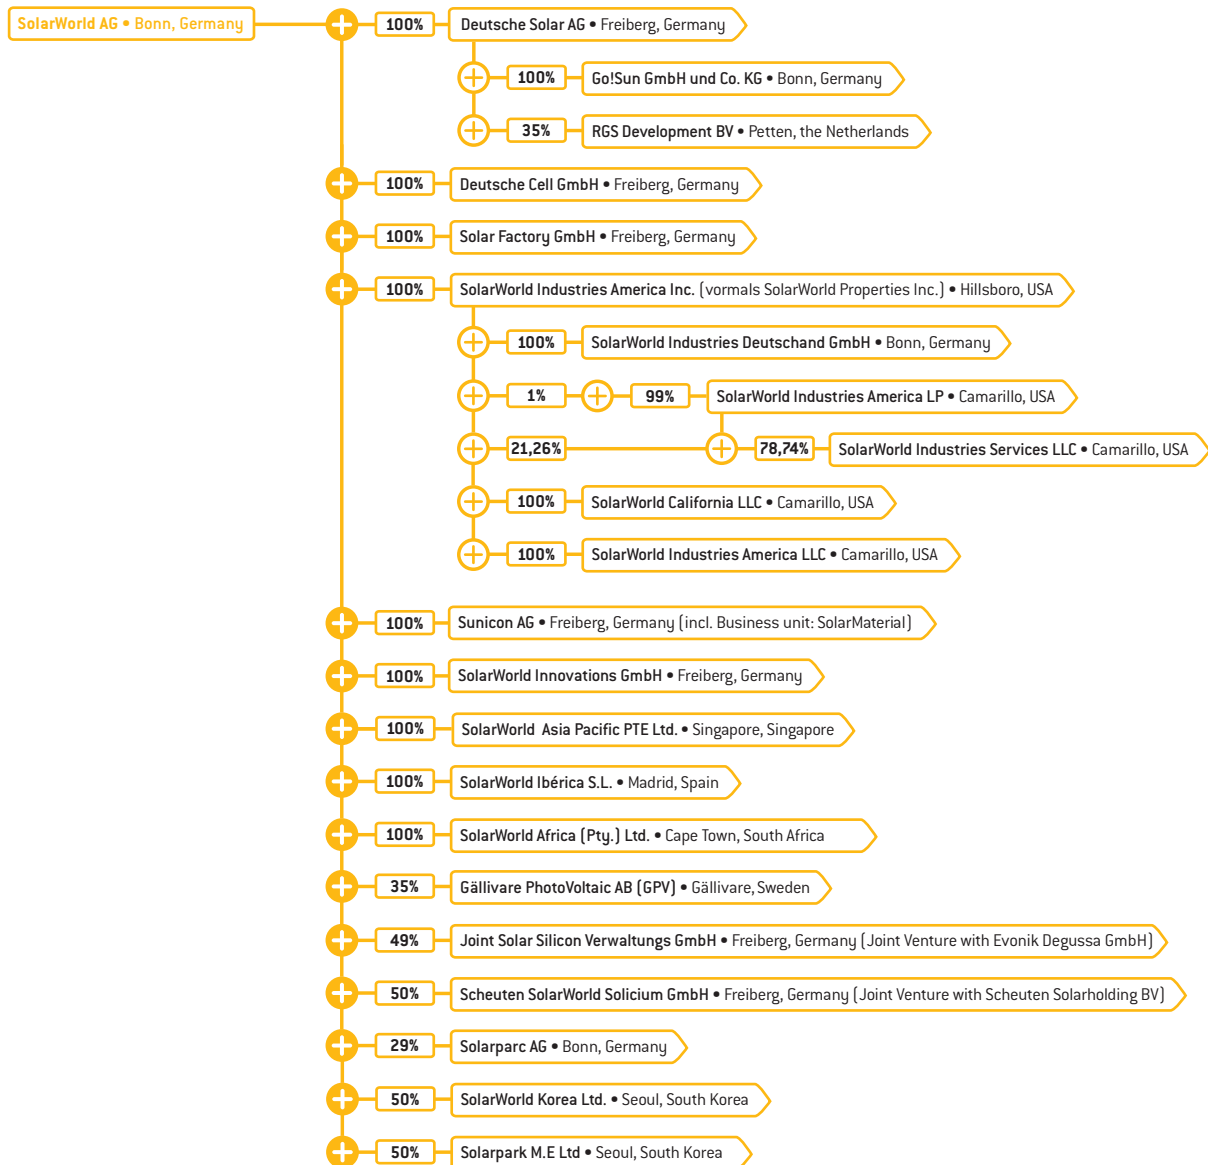 SolarWorld AG • Bonn, Germany 100% Deutsche Solar AG • Freiberg, Germany
100% Go!Sun GmbH und Co. KG • Bonn, Germany
35% RGS Development BV • Petten, the Netherlands
100% Deutsche Cell GmbH • Freiberg, Germany
100% Solar Factory GmbH • Freiberg, Germany
100% SolarWorld Industries America Inc. (vormals SolarWorld Properties Inc.) • Hillsboro, USA
100% SolarWorld Industries Deutschand GmbH • Bonn, Germany
1% 99% SolarWorld Industries America LP • Camarillo, USA
21,26% 78,74% SolarWorld Industries Services LLC • Camarillo, USA
100% SolarWorld California LLC • Camarillo, USA
100% SolarWorld Industries America LLC • Camarillo, USA
100% Sunicon AG • Freiberg, Germany (incl. Business unit: SolarMaterial)
100% SolarWorld Innovations GmbH • Freiberg, Germany
100% SolarWorld Asia Pacific PTE Ltd. • Singapore, Singapore
100% SolarWorld Ibérica S.L. • Madrid, Spain
100% SolarWorld Africa (Pty.) Ltd. • Cape Town, South Africa
35% Gällivare PhotoVoltaic AB (GPV) • Gällivare, Sweden
49% Joint Solar Silicon Verwaltungs GmbH • Freiberg, Germany (Joint Venture with Evonik Degussa GmbH)
50% Scheuten SolarWorld Solicium GmbH • Freiberg, Germany (Joint Venture with Scheuten Solarholding BV)
29% Solarparc AG • Bonn, Germany
50% SolarWorld Korea Ltd. • Seoul, South Korea
50% Solarpark M.E Ltd • Seoul, South Korea